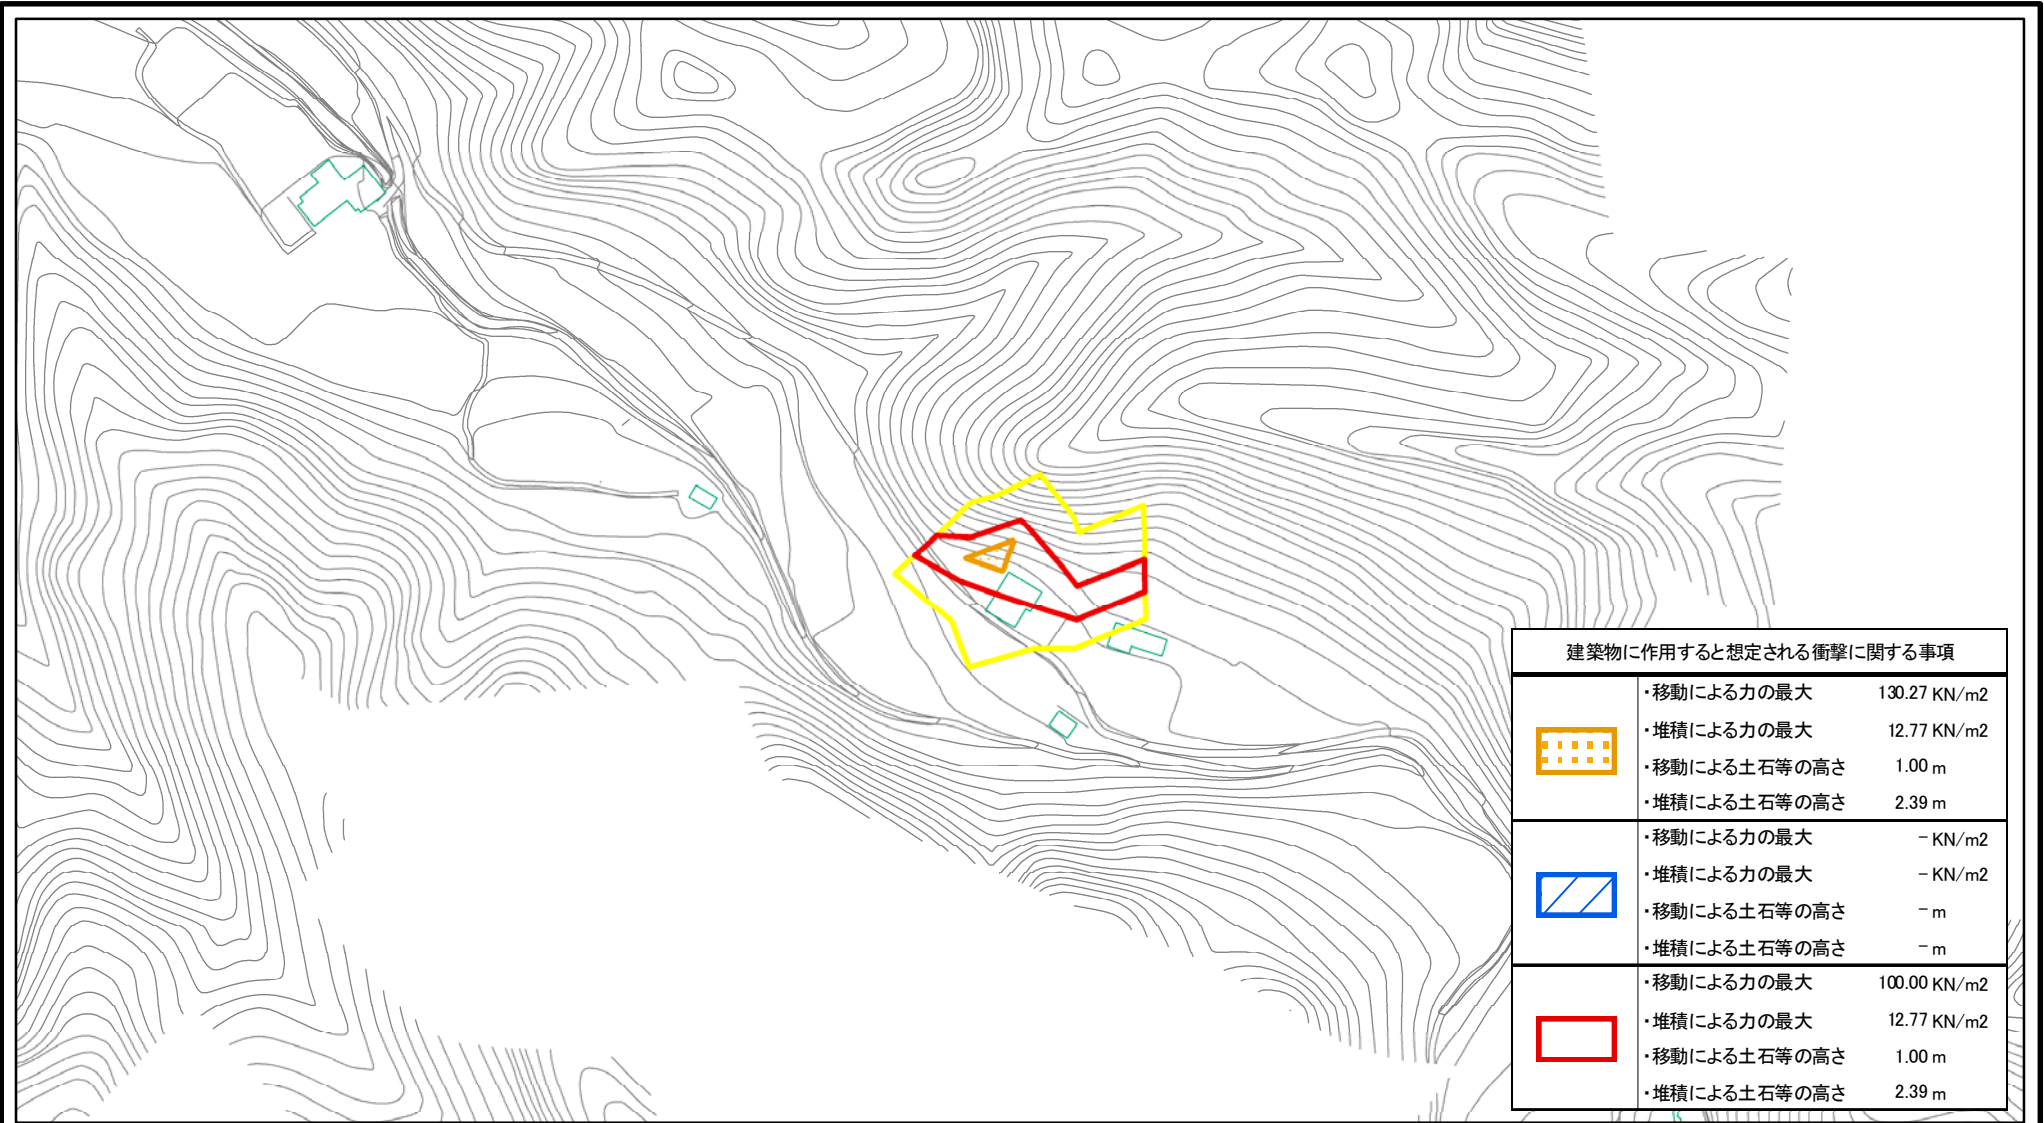 建築物に作用すると想定される衝撃に関する事項
・移動による力の最大 130.27 KN/m2
・堆積による力の最大 12.77 KN/m2
・移動による土石等の高さ 1.00 m
・堆積による土石等の高さ 2.39 m
・移動による力の最大 - KN/m2
・堆積による力の最大 - KN/m2
・移動による土石等の高さ - m
・堆積による土石等の高さ - m
・移動による力の最大 100.00 KN/m2
・堆積による力の最大 12.77 KN/m2
・移動による土石等の高さ 1.00 m
・堆積による土石等の高さ 2.39 m